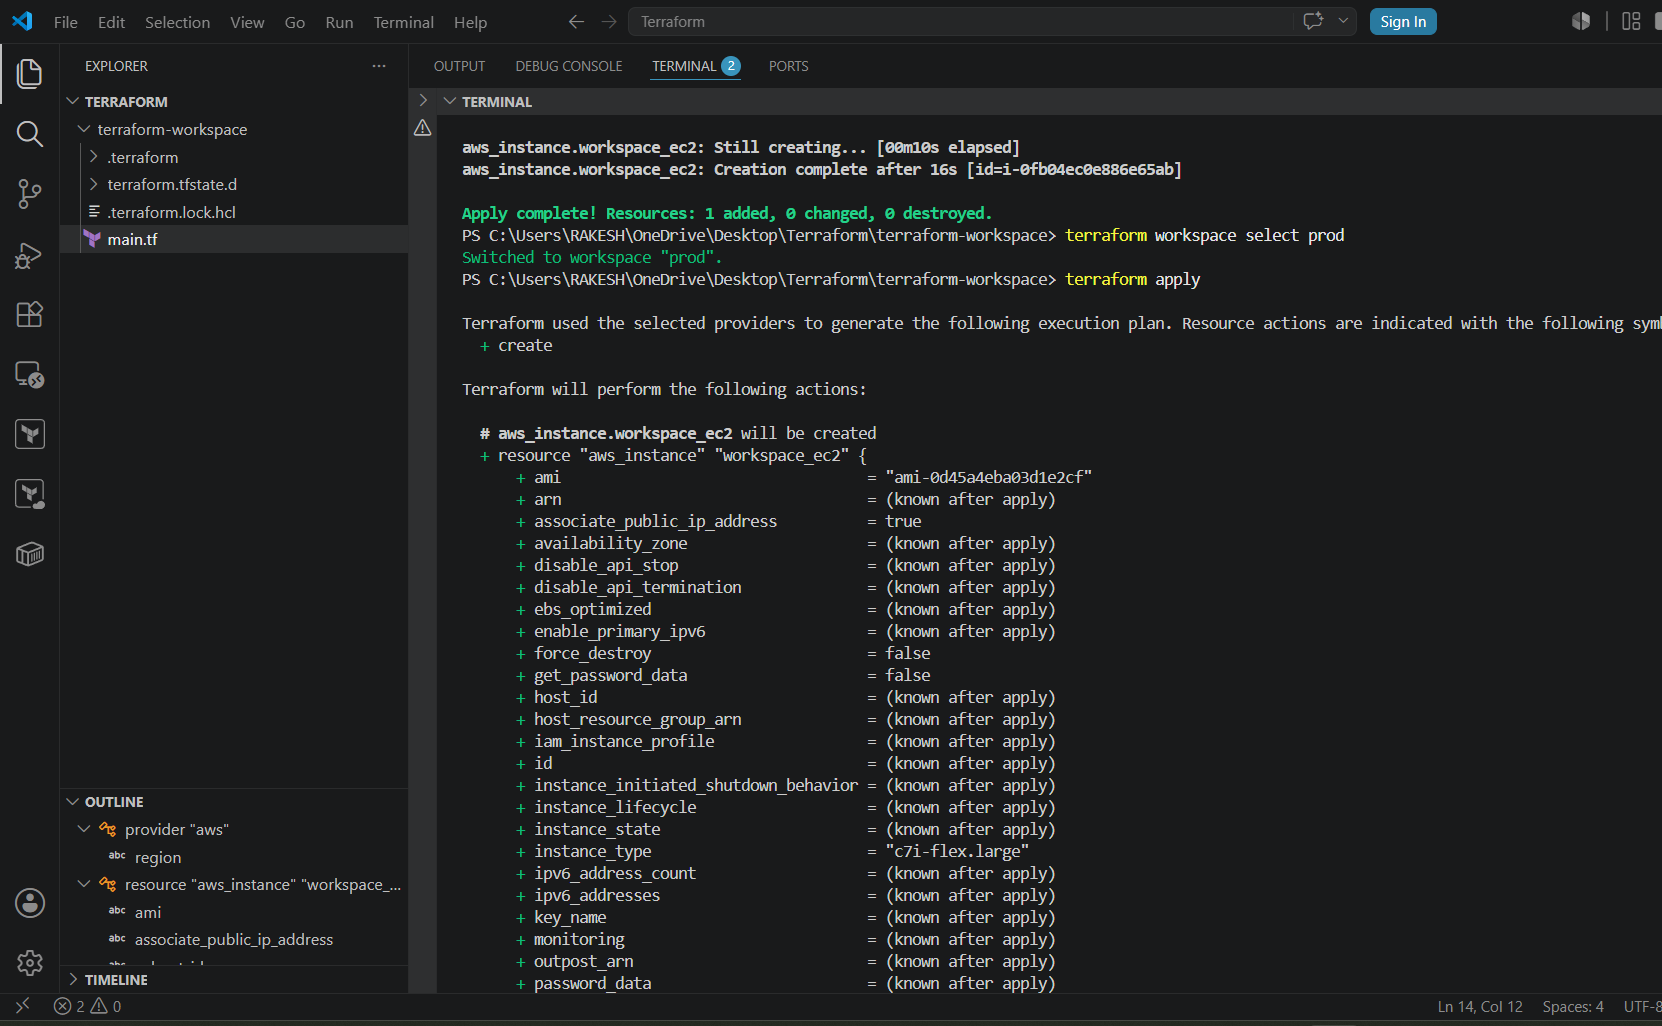 File Edit Selection View Go Run Terminal Help
Terraform
Sign In
EXPLORER
TERRAFORM
terraform-workspace
.terraform
terraform.tfstate.d
.terraform.lock.hcl
main.tf
OUTLINE
provider "aws"
abc region
resource "aws_instance" "workspace_...
abc ami
abc associate_public_ip_address
TIMELINE
OUTPUT DEBUG CONSOLE TERMINAL 2 PORTS
TERMINAL
aws_instance.workspace_ec2: Still creating... [00m10s elapsed]
aws_instance.workspace_ec2: Creation complete after 16s [id=i-0fb04ec0e886e65ab]
Apply complete! Resources: 1 added, 0 changed, 0 destroyed.
PS C:\Users\RAKESH\OneDrive\Desktop\Terraform\terraform-workspace> terraform workspace select prod
Switched to workspace "prod".
PS C:\Users\RAKESH\OneDrive\Desktop\Terraform\terraform-workspace> terraform apply
Terraform used the selected providers to generate the following execution plan. Resource actions are indicated with the following
+ create
Terraform will perform the following actions:
# aws_instance.workspace_ec2 will be created
+ resource "aws_instance" "workspace_ec2" {
+ ami = "ami-0d45a4eba03d1e2cf"
+ arn = (known after apply)
+ associate_public_ip_address = true
+ availability_zone = (known after apply)
+ disable_api_stop = (known after apply)
+ disable_api_termination = (known after apply)
+ ebs_optimized = (known after apply)
+ enable_primary_ipv6 = (known after apply)
+ force_destroy = false
+ get_password_data = false
+ host_id = (known after apply)
+ host_resource_group_arn = (known after apply)
+ iam_instance_profile = (known after apply)
+ id = (known after apply)
+ instance_initiated_shutdown_behavior = (known after apply)
+ instance_lifecycle = (known after apply)
+ instance_state = (known after apply)
+ instance_type = "c7i-flex.large"
+ ipv6_address_count = (known after apply)
+ ipv6_addresses = (known after apply)
+ key_name = (known after apply)
+ monitoring = (known after apply)
+ outpost_arn = (known after apply)
+ password_data = (known after apply)
2 0 Ln 14, Col 12 Spaces: 4 UTF-8